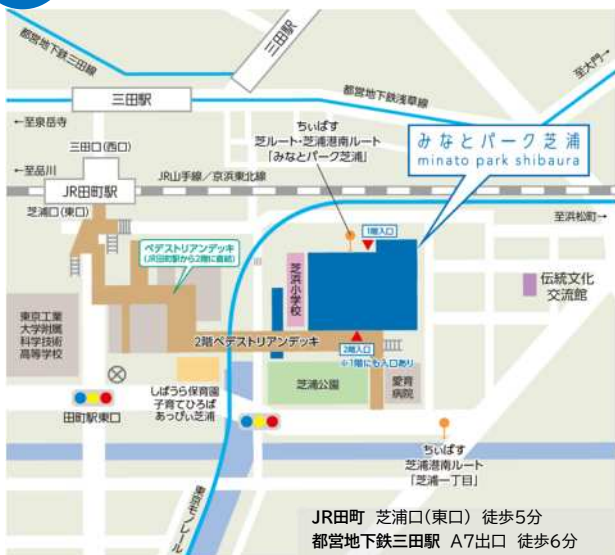 都営地下鉄三田線
三田駅
三田駅
都営地下鉄浅草線
至大門→
←至泉岳寺
三田口(西口)
ちぃばす
芝ルート・芝浦港南ルート
「みなとパーク芝浦」
みなとパーク芝浦
minato park shibaura
←至品川
JR田町駅
JR山手線／京浜東北線
芝浦口(東口)
至浜松町→
1階入口
ペデストリアンデッキ
(JR田町駅から2階に直結)
芝浜小学校
伝統文化
交流館
東京工業
大学附属
科学技術
高等学校
2階ペデストリアンデッキ
2階入口
※1階にも入口あり
しばうら保育園
子育てひろば
あっぴぃ芝浦
芝浦公園
愛育
病院
田町駅東口
ちぃばす
芝浦港南ルート
「芝浦一丁目」
東京モノレール
JR田町 芝浦口(東口) 徒歩5分
都営地下鉄三田駅 A7出口 徒歩6分